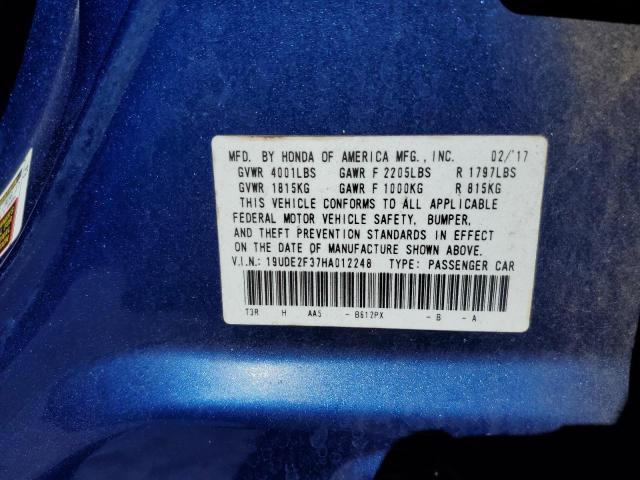 MFD. BY HONDA OF AMERICA MFG., INC. 02/'17
GVWR 4001LBS GAWR F 2205LBS R 1797LBS
GVWR 1815KG GAWR F 1000KG R 815KG
THIS VEHICLE CONFORMS TO ALL APPLICABLE
FEDERAL MOTOR VEHICLE SAFETY, BUMPER,
AND THEFT PREVENTION STANDARDS IN EFFECT
ON THE DATE OF MANUFACTURE SHOWN ABOVE.
V.I.N.: 19UDE2F37HA012248 TYPE: PASSENGER CAR
T3R H AA5 - B612PX - B - A